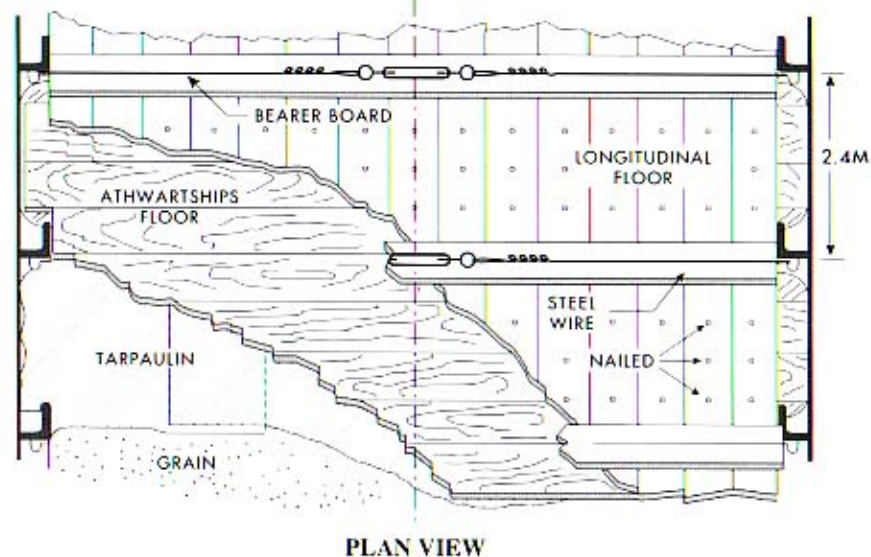 BEARER BOARD
LONGITUDINAL
FLOOR
2.4M
ATHWARTSHIPS
FLOOR
STEEL
WIRE
TARPAULIN
NAILED
GRAIN
PLAN VIEW